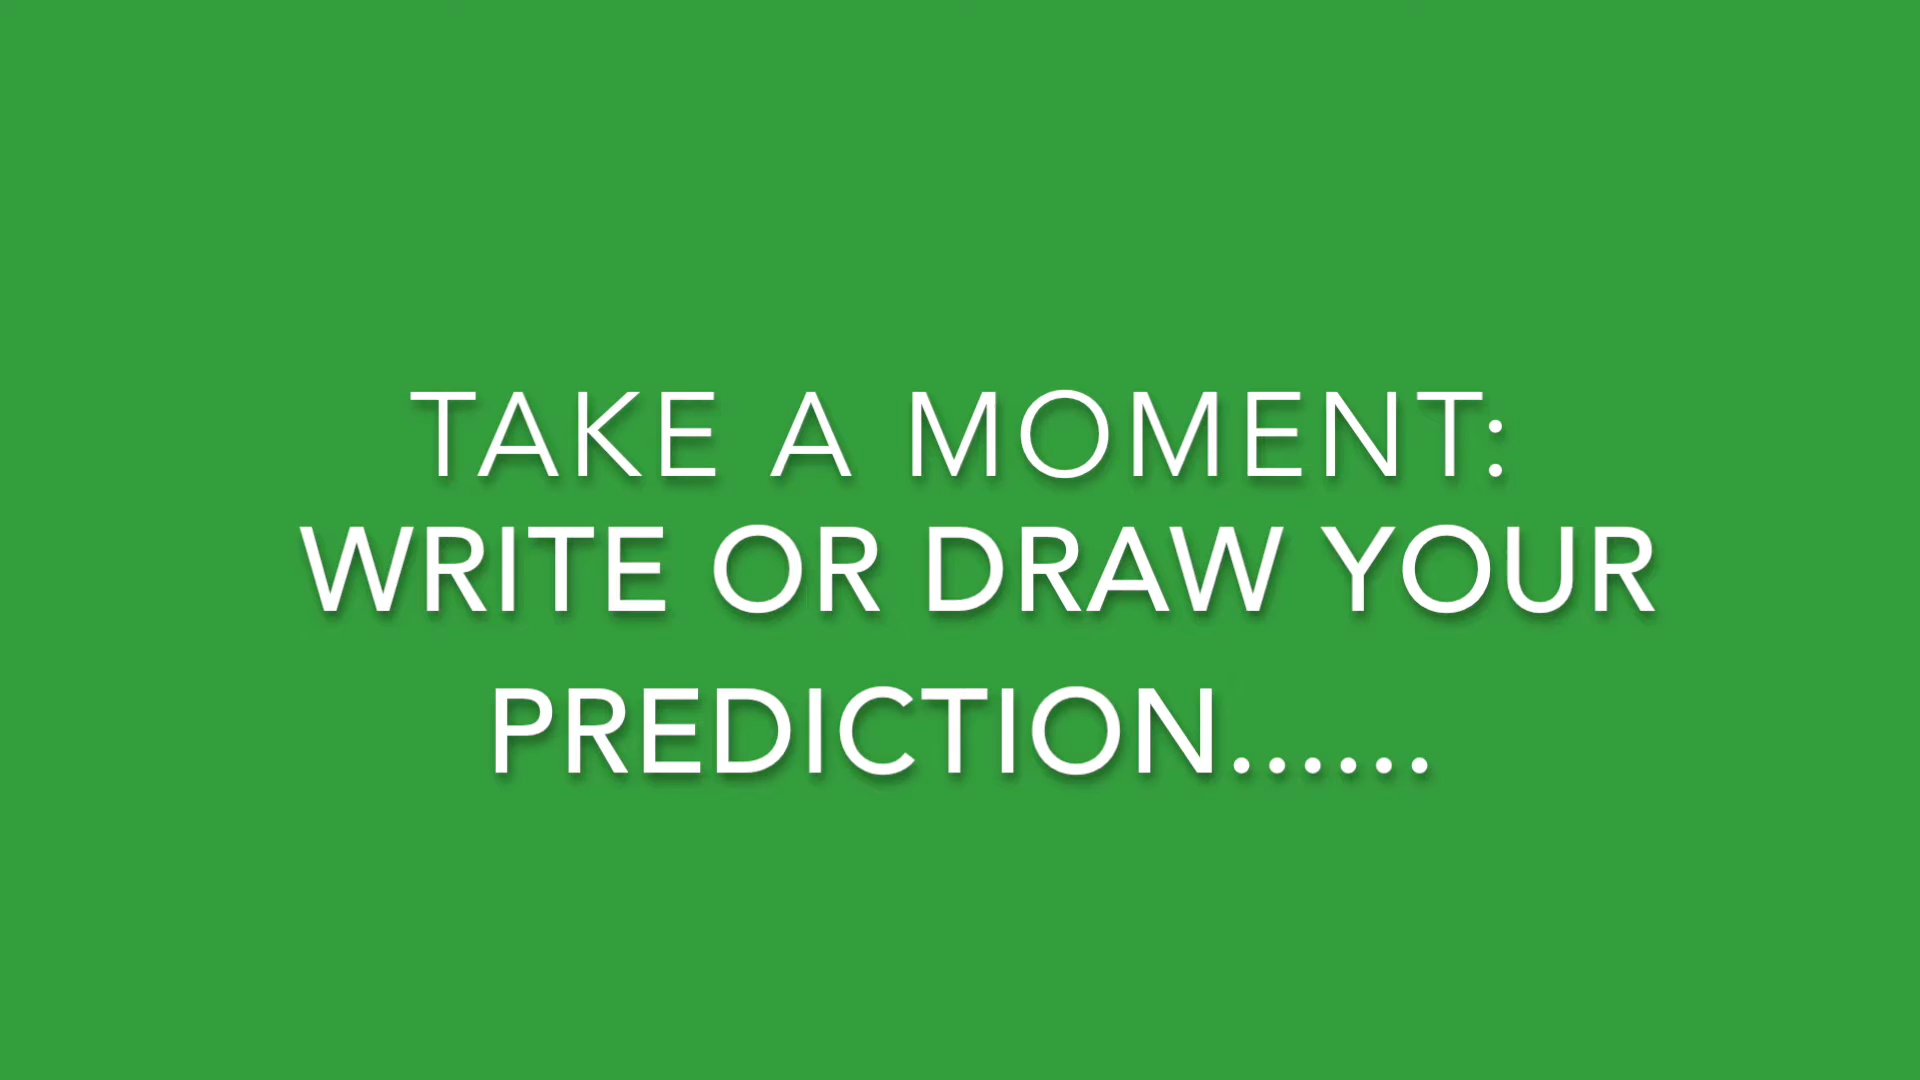 TAKE A MOMENT:
WRITE OR DRAW YOUR
PREDICTION......